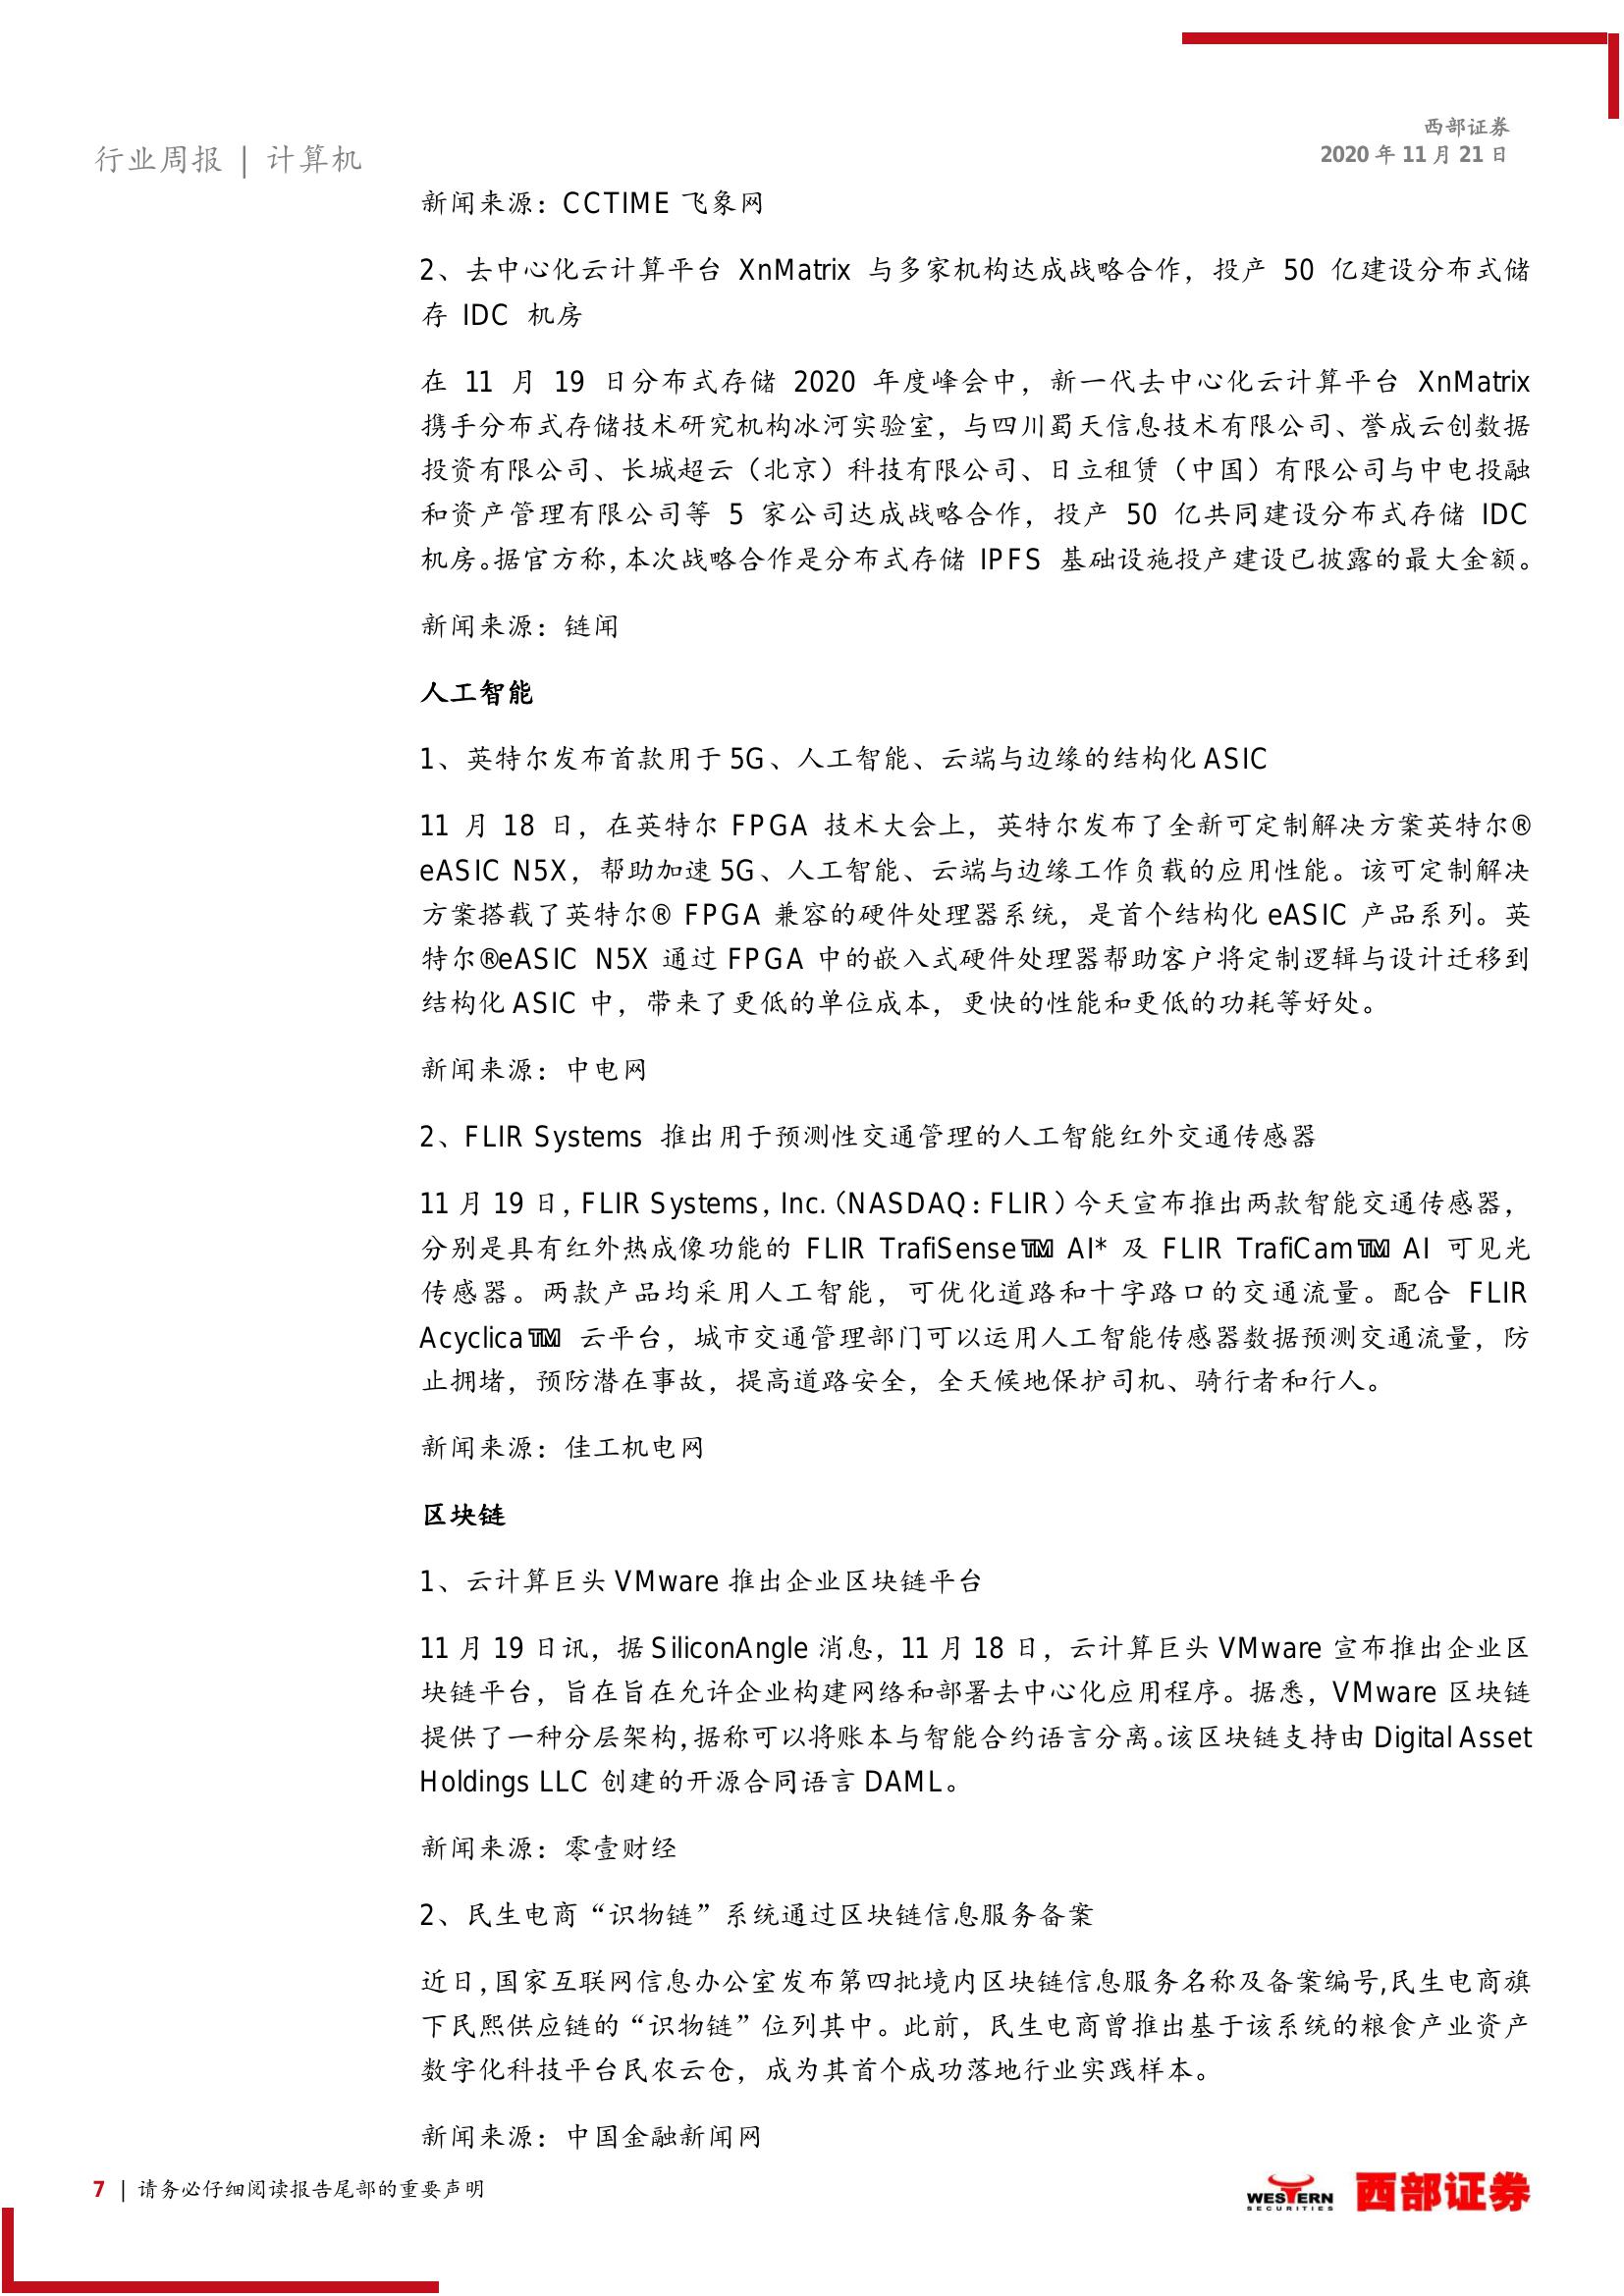 西部证券
行业周报 | 计算机
2020 年 11 月 21 日
新闻来源：CCTIME 飞象网
2、去中心化云计算平台 XnMatrix 与多家机构达成战略合作，投产 50 亿建设分布式储
存 IDC 机房
在 11 月 19 日分布式存储 2020 年度峰会中，新一代去中心化云计算平台 XnMatrix
携手分布式存储技术研究机构冰河实验室，与四川蜀天信息技术有限公司、誉成云创数据
投资有限公司、长城超云（北京）科技有限公司、日立租赁（中国）有限公司与中电投融
和资产管理有限公司等 5 家公司达成战略合作，投产 50 亿共同建设分布式存储 IDC
机房。据官方称，本次战略合作是分布式存储 IPFS 基础设施投产建设已披露的最大金额。
新闻来源：链闻
人工智能
1、英特尔发布首款用于 5G、人工智能、云端与边缘的结构化 ASIC
11 月 18 日，在英特尔 FPGA 技术大会上，英特尔发布了全新可定制解决方案英特尔®
eASIC N5X，帮助加速 5G、人工智能、云端与边缘工作负载的应用性能。该可定制解决
方案搭载了英特尔® FPGA 兼容的硬件处理器系统，是首个结构化 eASIC 产品系列。英
特尔®eASIC N5X 通过 FPGA 中的嵌入式硬件处理器帮助客户将定制逻辑与设计迁移到
结构化 ASIC 中，带来了更低的单位成本，更快的性能和更低的功耗等好处。
新闻来源：中电网
2、FLIR Systems 推出用于预测性交通管理的人工智能红外交通传感器
11 月 19 日，FLIR Systems, Inc.（NASDAQ：FLIR）今天宣布推出两款智能交通传感器，
分别是具有红外热成像功能的 FLIR TrafiSense™ AI* 及 FLIR TrafiCam™ AI 可见光
传感器。两款产品均采用人工智能，可优化道路和十字路口的交通流量。配合 FLIR
Acyclica™ 云平台，城市交通管理部门可以运用人工智能传感器数据预测交通流量，防
止拥堵，预防潜在事故，提高道路安全，全天候地保护司机、骑行者和行人。
新闻来源：佳工机电网
区块链
1、云计算巨头 VMware 推出企业区块链平台
11 月 19 日讯，据 SiliconAngle 消息，11 月 18 日，云计算巨头 VMware 宣布推出企业区
块链平台，旨在旨在允许企业构建网络和部署去中心化应用程序。据悉，VMware 区块链
提供了一种分层架构，据称可以将账本与智能合约语言分离。该区块链支持由 Digital Asset
Holdings LLC 创建的开源合同语言 DAML。
新闻来源：零壹财经
2、民生电商“识物链”系统通过区块链信息服务备案
近日,国家互联网信息办公室发布第四批境内区块链信息服务名称及备案编号,民生电商旗
下民熙供应链的“识物链”位列其中。此前，民生电商曾推出基于该系统的粮食产业资产
数字化科技平台民农云仓，成为其首个成功落地行业实践样本。
新闻来源：中国金融新闻网
7 | 请务必仔细阅读报告尾部的重要声明
WESTERN
SECURITIES
西部证券